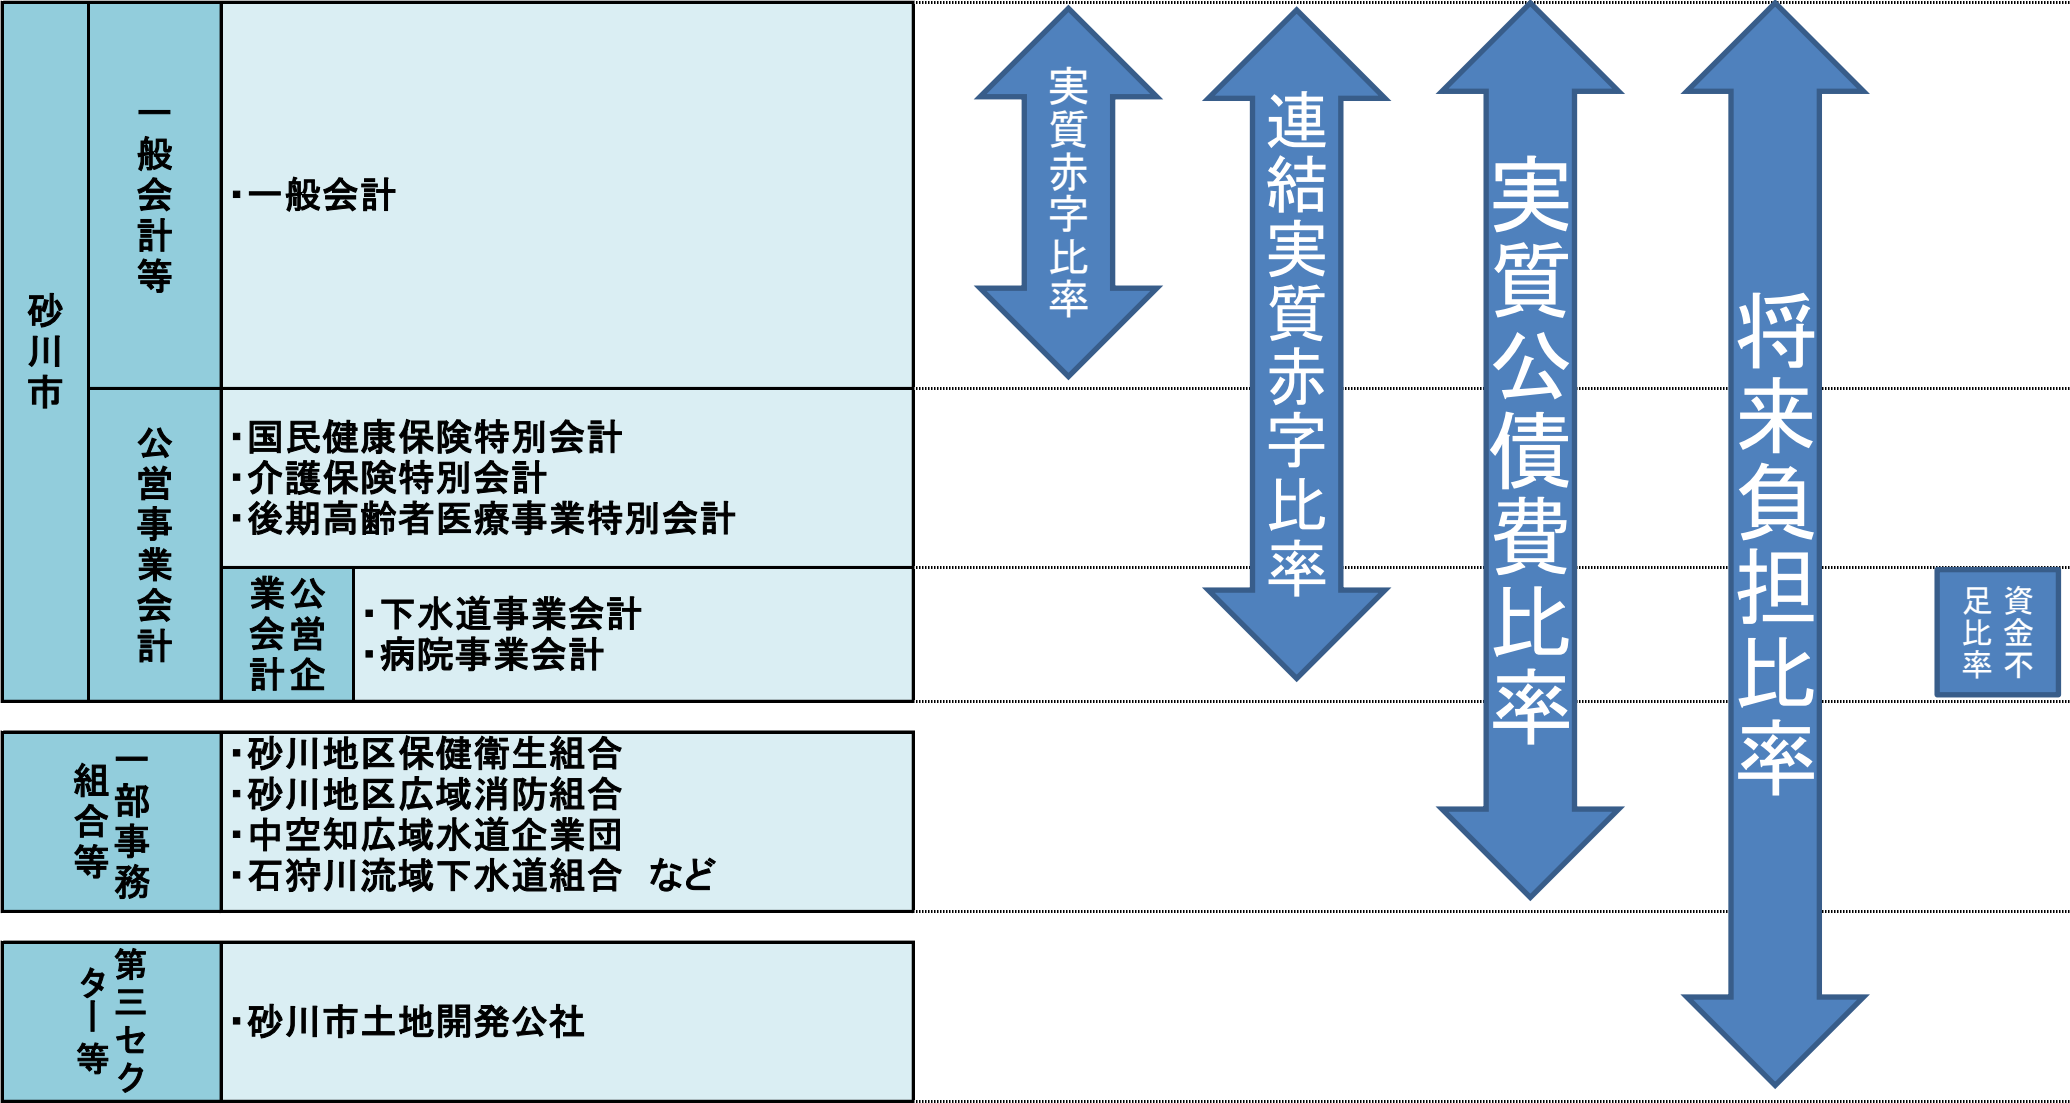 砂川市
一般会計等
・一般会計
公営事業会計
・国民健康保険特別会計
・介護保険特別会計
・後期高齢者医療事業特別会計
公営企
業会計
・下水道事業会計
・病院事業会計
一部事務
組合等
・砂川地区保健衛生組合
・砂川地区広域消防組合
・中空知広域水道企業団
・石狩川流域下水道組合　など
第三セク
ター等
・砂川市土地開発公社
実質赤字比率
連結実質赤字比率
実質公債費比率
将来負担比率
資金不
足比率